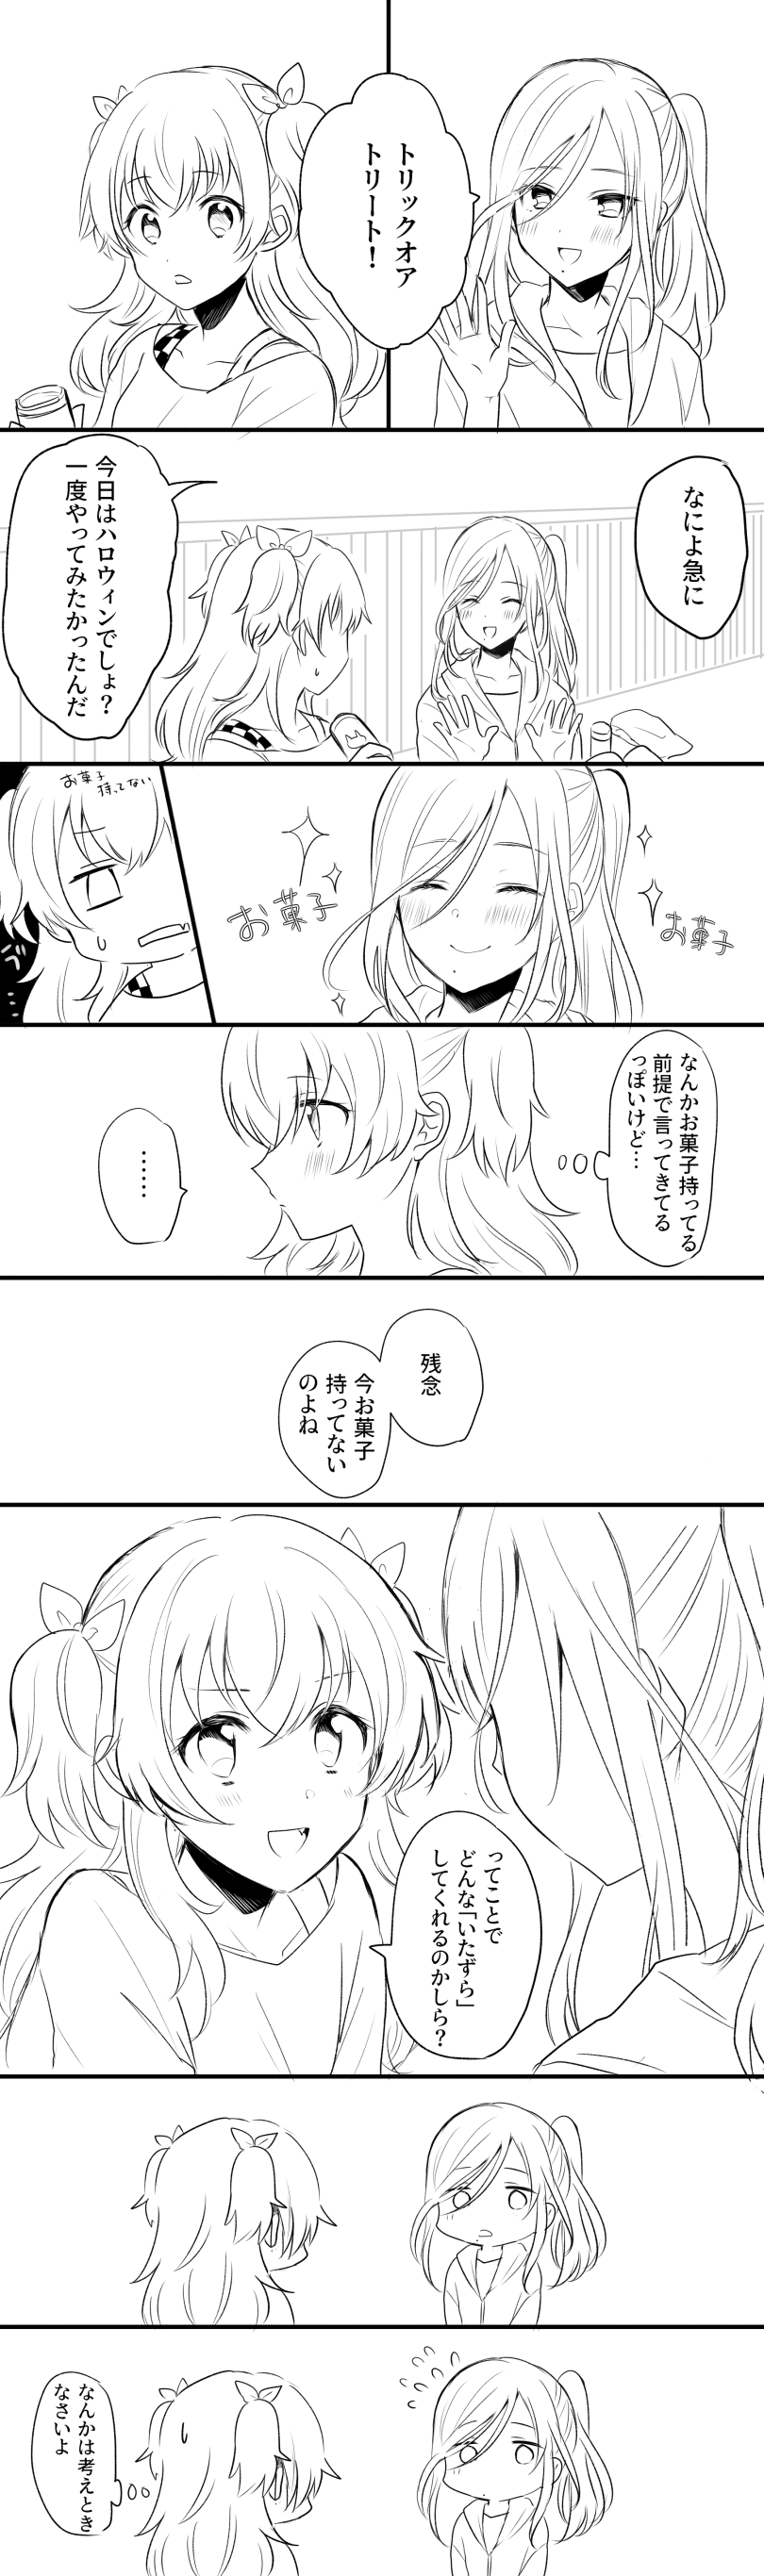 トリックオア
トリート!
なによ急に
今日はハロウィンでしょ?
一度やってみたかったんだ
お菓子
お菓子
お菓子
持ってない
なんかお菓子持ってる
前提で言ってきてる
っぽいけど…
……
残念
今お菓子
持ってない
のよね
ってことで
どんな「いたずら」
してくれるのかしら?
なんかは考えとき
なさいよ